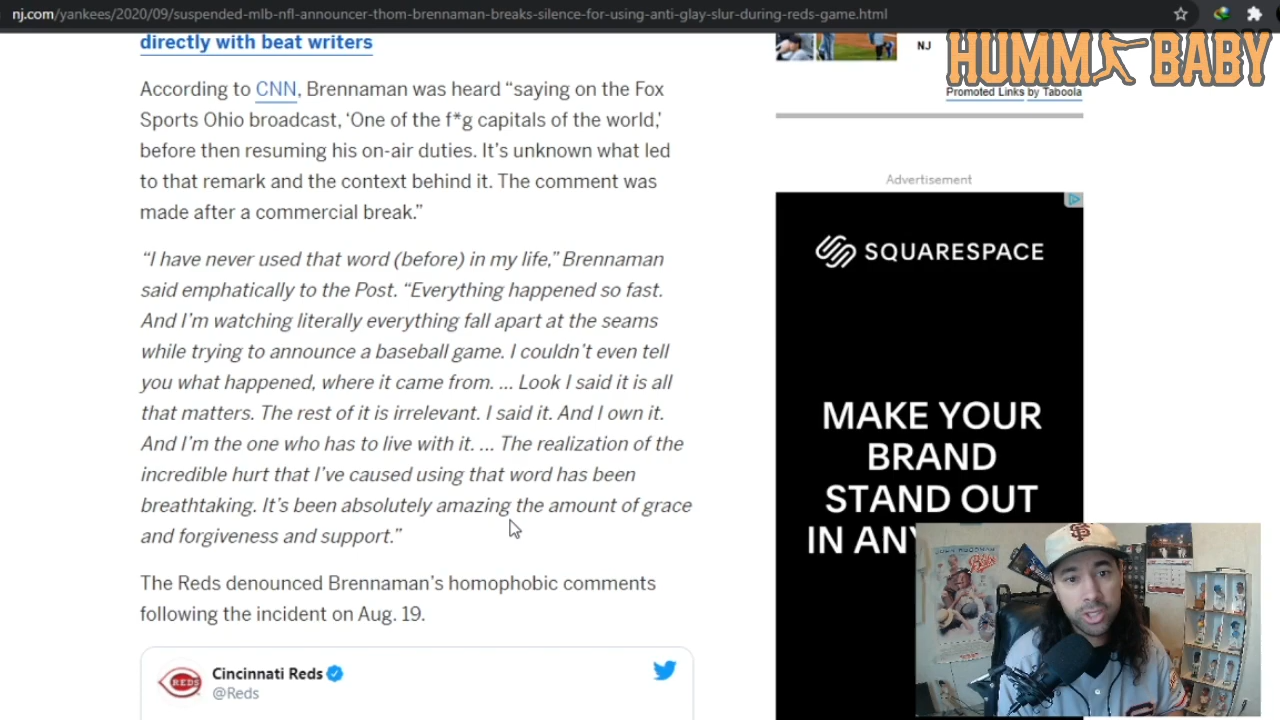 nj.com/yankees/2020/09/suspended-mlb-nfl-announcer-thom-brennaman-breaks-silence-for-using-anti-glay-slur-during-reds-game.html
directly with beat writers
According to CNN, Brennaman was heard “saying on the Fox
Sports Ohio broadcast, ‘One of the f*g capitals of the world,’
before then resuming his on-air duties. It’s unknown what led
to that remark and the context behind it. The comment was
made after a commercial break.”
“I have never used that word (before) in my life,” Brennaman
said emphatically to the Post. “Everything happened so fast.
And I’m watching literally everything fall apart at the seams
while trying to announce a baseball game. I couldn’t even tell
you what happened, where it came from. ... Look I said it is all
that matters. The rest of it is irrelevant. I said it. And I own it.
And I’m the one who has to live with it. ... The realization of the
incredible hurt that I’ve caused using that word has been
breathtaking. It’s been absolutely amazing the amount of grace
and forgiveness and support.”
The Reds denounced Brennaman’s homophobic comments
following the incident on Aug. 19.
REDS
Cincinnati Reds
@Reds
NJ
HUMM BABY
Promoted Links by Taboola
Advertisement
SQUARESPACE
MAKE YOUR
BRAND
STAND OUT
IN AN
SF